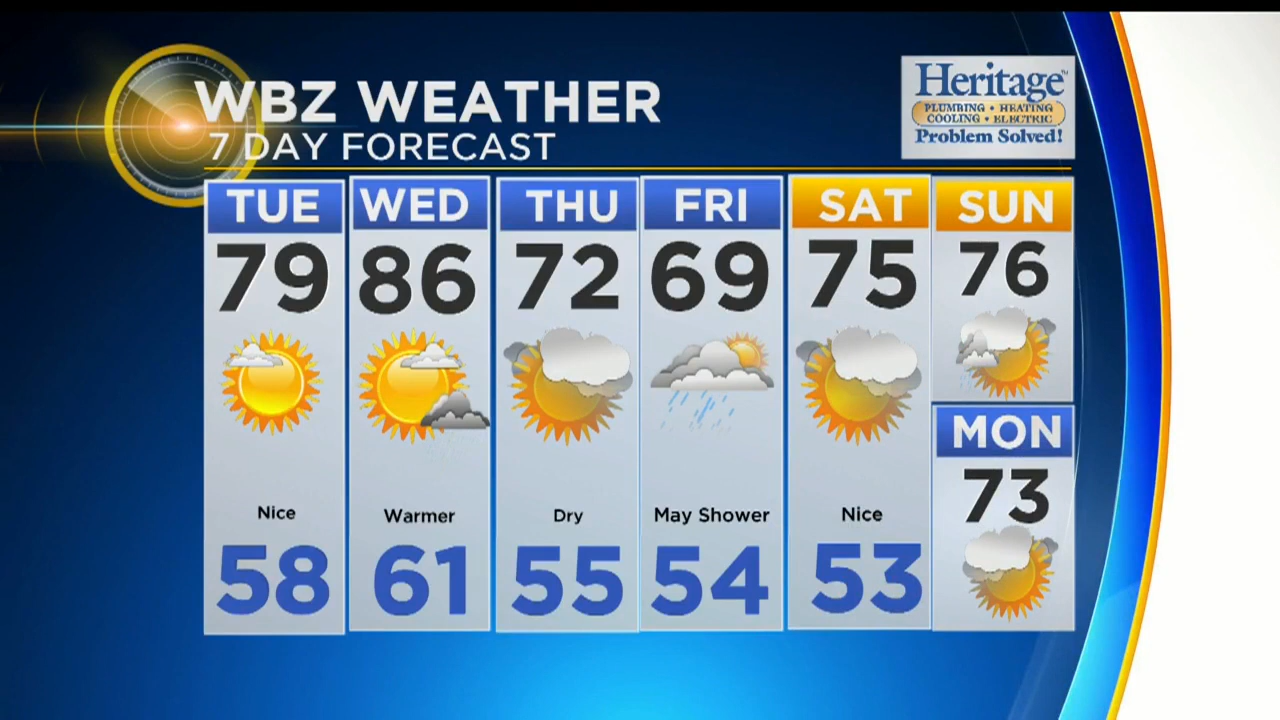 WBZ WEATHER
7 DAY FORECAST
Heritage™
PLUMBING • HEATING
COOLING • ELECTRIC
Problem Solved!
TUE
79
Nice
58
WED
86
Warmer
61
THU
72
Dry
55
FRI
69
May Shower
54
SAT
75
Nice
53
SUN
76
MON
73